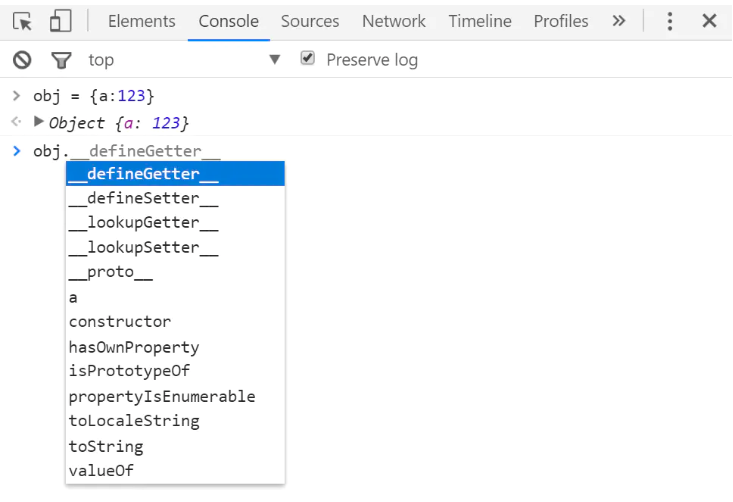 Elements Console Sources Network Timeline Profiles »
top ▼ Preserve log
> obj = {a:123}
<· ▶Object {a: 123}
> obj.__defineGetter__
__defineGetter__
__defineSetter__
__lookupGetter__
__lookupSetter__
__proto__
a
constructor
hasOwnProperty
isPrototypeOf
propertyIsEnumerable
toLocaleString
toString
valueOf